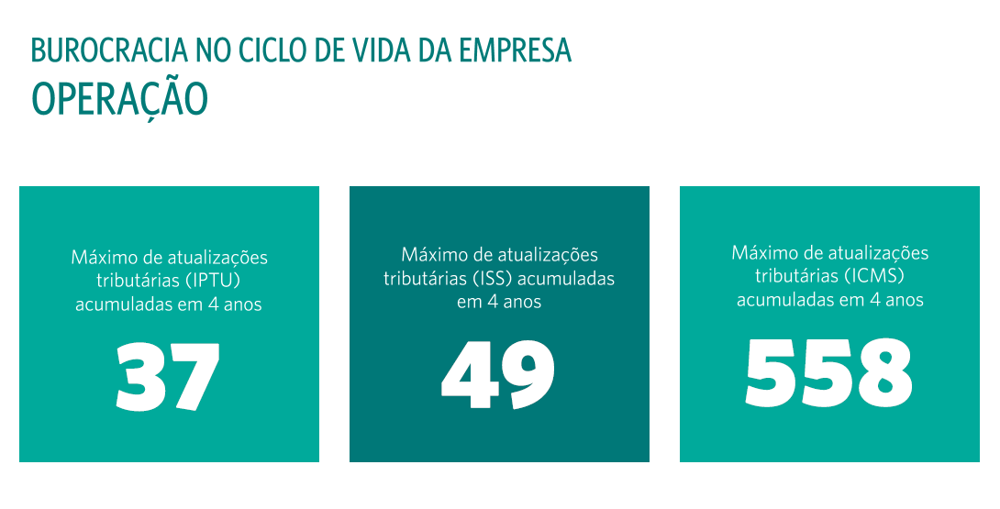 BUROCRACIA NO CICLO DE VIDA DA EMPRESA
OPERAÇÃO
Máximo de atualizações
tributárias (IPTU)
acumuladas em 4 anos
37
Máximo de atualizações
tributárias (ISS) acumuladas
em 4 anos
49
Máximo de atualizações
tributárias (ICMS)
acumuladas em 4 anos
558